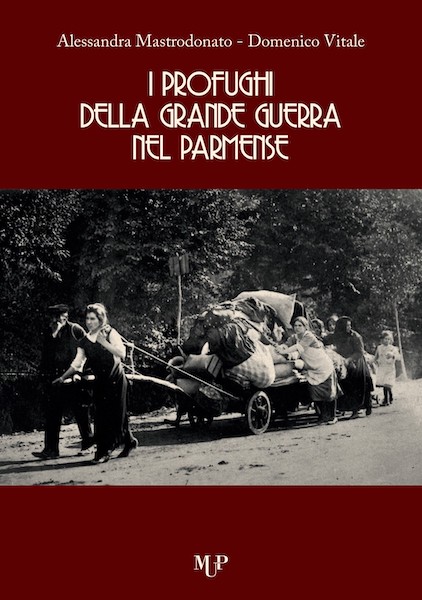 Alessandra Mastrodonato - Domenico Vitale
I PROFUGHI
DELLA GRANDE GUERRA
NEL PARMENSE
MUP